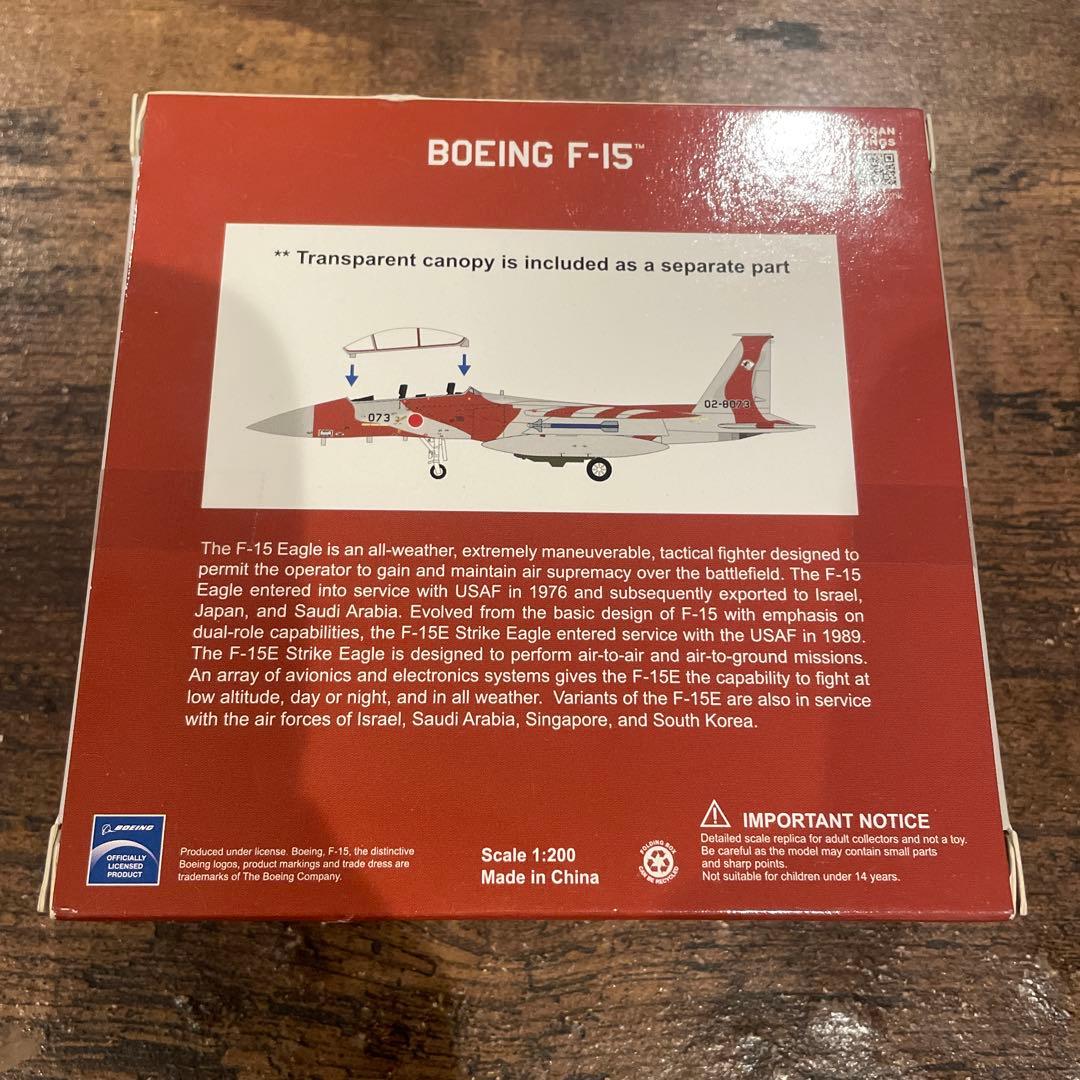 BOEING F-15™
** Transparent canopy is included as a separate part
073
02-8073
The F-15 Eagle is an all-weather, extremely maneuverable, tactical fighter designed to
permit the operator to gain and maintain air supremacy over the battlefield. The F-15
Eagle entered into service with USAF in 1976 and subsequently exported to Israel,
Japan, and Saudi Arabia. Evolved from the basic design of F-15 with emphasis on
dual-role capabilities, the F-15E Strike Eagle entered service with the USAF in 1989.
The F-15E Strike Eagle is designed to perform air-to-air and air-to-ground missions.
An array of avionics and electronics systems gives the F-15E the capability to fight at
low altitude, day or night, and in all weather. Variants of the F-15E are also in service
with the air forces of Israel, Saudi Arabia, Singapore, and South Korea.
BOEING
OFFICIALLY
LICENSED
PRODUCT
Produced under license. Boeing, F-15, the distinctive
Boeing logos, product markings and trade dress are
trademarks of The Boeing Company.
Scale 1:200
Made in China
FOLDING BOX
CAN BE RECYCLED
IMPORTANT NOTICE
Detailed scale replica for adult collectors and not a toy.
Be careful as the model may contain small parts
and sharp points.
Not suitable for children under 14 years.